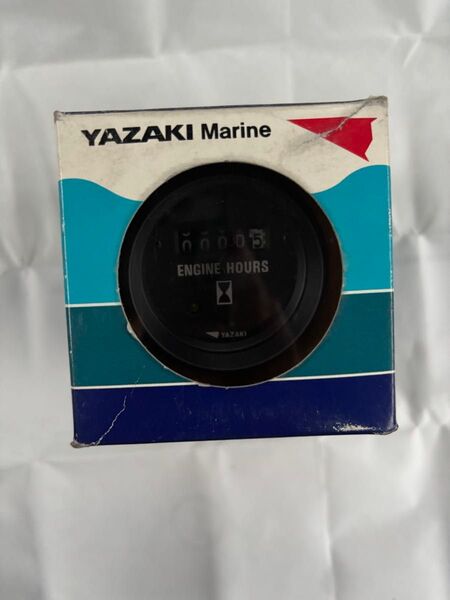 YAZAKI Marine
00005
ENGINE HOURS
YAZAKI